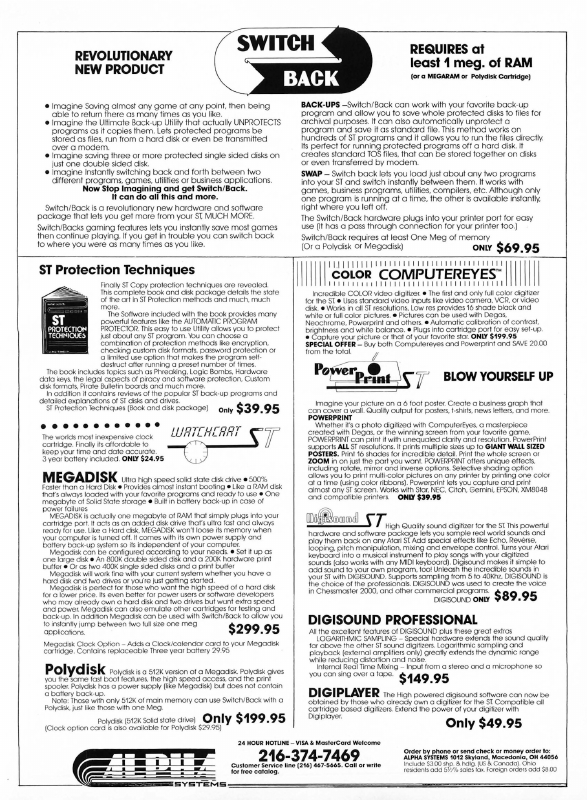 REVOLUTIONARY
NEW PRODUCT
SWITCH
BACK
REQUIRES at
least 1 meg. of RAM
(or a MEGARAM or Polydisk Cartridge)
● Imagine Saving almost any game at any point, then being
able to return there as many times as you like.
● Imagine the Ultimate Back-up Utility that actually UNPROTECTS
programs as it copies them. Lets protected programs be
stored as files, run from a hard disk or even be transmitted
over a modem.
● Imagine saving three or more protected single sided disks on
just one double sided disk.
● Imagine Instantly switching back and forth between two
different programs, games, utilities or business applications.
Now Stop Imagining and get Switch/Back.
It can do all this and more.
Switch/Back is a revolutionary new hardware and software
package that lets you get more from your ST, MUCH MORE.
Switch/Backs gaming features lets you instantly save most games
then continue playing. If you get in trouble you can switch back
to where you were as many times as you like.
BACK-UPS –Switch/Back can work with your favorite back-up
program and allow you to save whole protected disks to files for
archival purposes. It can also automatically unprotect a
program and save it as standard file. This method works on
hundreds of ST programs and it allows you to run the files directly.
Its perfect for running protected programs off a hard disk. It
creates standard TOS files, that can be stored together on disks
or even transferred by modem.
SWAP – Switch back lets you load just about any two programs
into your ST and switch instantly between them. It works with
games, business programs, utilities, compilers, etc. Although only
one program is running at a time, the other is available instantly,
right where you left off.
The Switch/Back hardware plugs into your printer port for easy
use (It has a pass through connection for your printer too.)
Switch/Back requires at least One Meg of memory
(Or a Polydisk or Megadisk) ONLY $69.95
ST Protection Techniques
ST
PROTECTION
TECHNIQUES
Finally ST Copy protection techniques are revealed.
This complete book and disk package details the state
of the art in ST Protection methods and much, much
more.
The Software included with the book provides many
powerful features like the AUTOMATIC PROGRAM
PROTECTOR. This easy to use Utility allows you to protect
just about any ST program. You can choose a
combination of protection methods like encryption,
checking custom disk formats, password protection or
a limited use option that makes the program self-
destruct after running a preset number of times.
The book includes topics such as Phreaking, Logic Bombs, Hardware
data keys, the legal aspects of piracy and software protection, Custom
disk formats, Pirate Bulletin boards and much more.
In addition it contains reviews of the popular ST back-up programs and
detailed explanations of ST disks and drives.
ST Protection Techniques (Book and disk package) Only $39.95
The worlds most inexpensive clock
cartridge. Finally its affordable to
keep your time and date accurate.
3 year battery included. ONLY $24.95
WATCHCART ST
MEGADISK Ultra high speed solid state disk drive ● 500%
Faster than a Hard Disk ● Provides almost instant booting ● Like a RAM disk
that's always loaded with your favorite programs and ready to use ● One
megabyte of Solid State storage ● Built in battery back-up in case of
power failures
MEGADISK is actually one megabyte of RAM that simply plugs into your
cartridge port. It acts as an added disk drive that's ultra fast and always
ready for use. Like a Hard disk, MEGADISK won't loose its memory when
your computer is turned off. It comes with its own power supply and
battery back-up system so its independent of your computer.
Megadisk can be configured according to your needs. ● Set it up as
one large disk ● An 800K double sided disk and a 200K hardware print
buffer ● Or as two 400K single sided disks and a print buffer
Megadisk will work fine with your current system whether you have a
hard disk and two drives or you're just getting started.
Megadisk is perfect for those who want the high speed of a hard disk
for a lower price. Its even better for power users or software developers
who may already own a hard disk and two drives but want extra speed
and power. Megadisk can also emulate other cartridges for testing and
back-up. In addition Megadisk can be used with Switch/Back to allow you
to instantly jump between two full size one meg
applications. $299.95
Megadisk Clock Option – Adds a Clock/calendar card to your Megadisk
cartridge. Contains replaceable Three year battery 29.95
Polydisk Polydisk is a 512K version of a Megadisk. Polydisk gives
you the same fast boot features, the high speed access, and the print
spooler. Polydisk has a power supply (like Megadisk) but does not contain
a battery back-up.
Note: Those with only 512K of main memory can use Switch/Back with a
Polydisk, just like those with one Meg.
Polydisk (512K Solid state drive) Only $199.95
(Clock option card is also available for Polydisk $29.95)
COLOR COMPUTEREYES™
Incredible COLOR video digitizer. ● The first and only full color digitizer
for the ST. ● Uses standard video inputs like video camera, VCR, or video
disk. ● Works in all ST resolutions, Low res provides 16 shade black and
white or full color pictures. ● Pictures can be used with Degas,
Neochrome, Powerprint and others. ● Automatic calibration of contrast,
brightness and white balance. ● Plugs into cartridge port for easy set-up.
● Capture your picture or that of your favorite star. ONLY $199.95
SPECIAL OFFER – Buy both Computereyes and Powerprint and SAVE 20.00
from the total.
Power Print ST
BLOW YOURSELF UP
Imagine your picture on a 6 foot poster. Create a business graph that
can cover a wall. Quality output for posters, t-shirts, news letters, and more.
POWERPRINT
Whether it's a photo digitized with ComputerEyes, a masterpiece
created with Degas, or the winning screen from your favorite game.
POWERPRINT can print it with unequaled clarity and resolution. PowerPrint
supports ALL ST resolutions. It prints multiple sizes up to GIANT WALL SIZED
POSTERS. Print 16 shades for incredible detail. Print the whole screen or
ZOOM in on just the part you want. POWERPRINT offers unique effects,
including rotate, mirror and inverse options. Selective shading option
allows you to print multi-color pictures on any printer by printing one color
at a time (using color ribbons). Powerprint lets you capture and print
almost any ST screen. Works with Star, NEC, Citoh, Gemini, EPSON, XM8048
and compatible printers. ONLY $39.95
Digisound ST
High Quality sound digitizer for the ST. This powerful
hardware and software package lets you sample real world sounds and
play them back on any Atari ST. Add special effects like Echo, Reverse,
looping, pitch manipulation, mixing and envelope control. Turns your Atari
keyboard into a musical instrument to play songs with your digitized
sounds (also works with any MIDI keyboard). Digisound makes it simple to
add sound to your own program, too! Unleash the incredible sounds in
your ST with DIGISOUND. Supports sampling from 5 to 40khz. DIGISOUND is
the choice of the professionals. DIGISOUND was used to create the voice
in Chessmaster 2000, and other commercial programs.
DIGISOUND ONLY $89.95
DIGISOUND PROFESSIONAL
All the excellent features of DIGISOUND plus these great extras
LOGARITHMIC SAMPLING – Special hardware extends the sound quality
far above the other ST sound digitizers. Logarithmic sampling and
playback (external amplifiers only) greatly extends the dynamic range
while reducing distortion and noise.
Internal Real Time Mixing – Input from a stereo and a microphone so
you can sing over a tape. $149.95
DIGIPLAYER The High powered digisound software can now be
obtained by those who already own a digitizer for the ST. Compatible all
cartridge based digitizers. Extend the power of your digitizer with
Digiplayer. Only $49.95
ALPHA
SYSTEMS
24 HOUR HOTLINE – VISA & MasterCard Welcome
216-374-7469
Customer Service line (216) 467-5665. Call or write
for free catalog.
Order by phone or send check or money order to:
ALPHA SYSTEMS 1012 Skyland, Macedonia, OH 44056
Include $3.00 shp. & hdlg. (US & Canada). Ohio
residents add 5½% sales tax. Foreign orders add $8.00